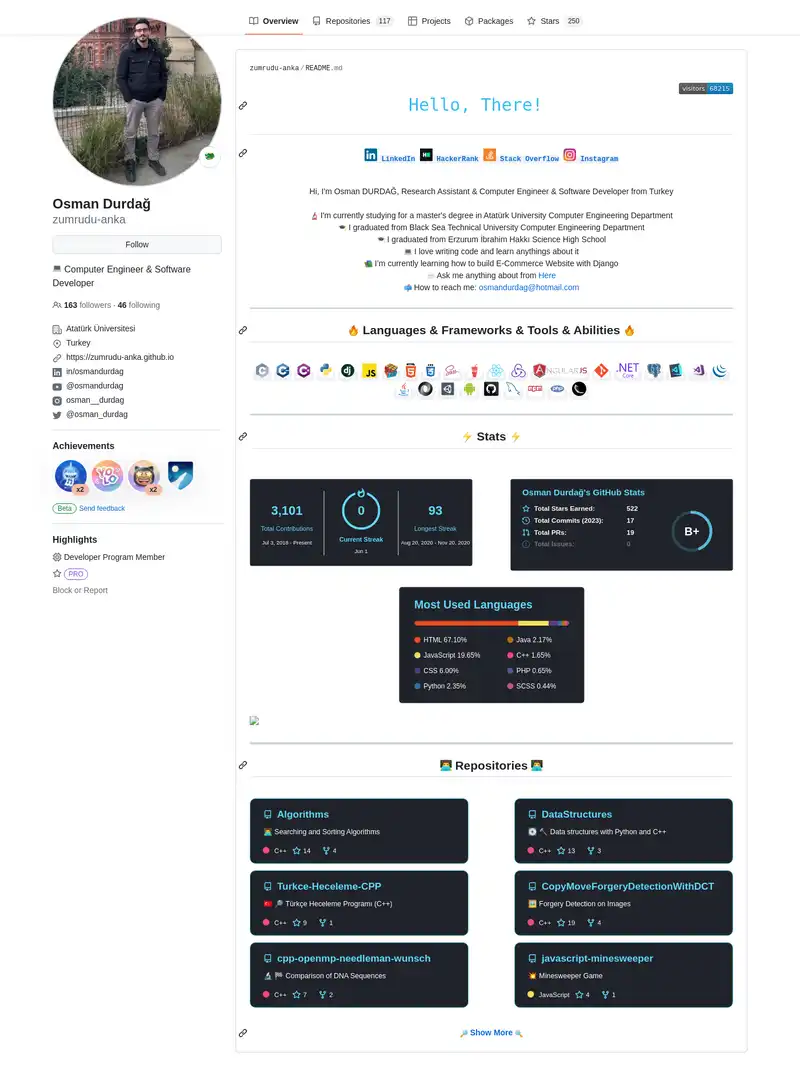 Overview
Repositories 117
Projects
Packages
Stars 250
Osman Durdağ
zumrudu-anka
Follow
Computer Engineer & Software
Developer
163 followers · 46 following
Atatürk Üniversitesi
Turkey
https://zumrudu-anka.github.io
in/osmandurdag
@osmandurdag
osman__durdag
@osman_durdag
Achievements
YOLO
x2
x2
Beta Send feedback
Highlights
Developer Program Member
PRO
Block or Report
zumrudu-anka / README.md
visitors 68215
Hello, There!
LinkedIn HackerRank Stack Overflow Instagram
Hi, I'm Osman DURDAĞ, Research Assistant & Computer Engineer & Software Developer from Turkey
I'm currently studying for a master's degree in Atatürk University Computer Engineering Department
I graduated from Black Sea Technical University Computer Engineering Department
I graduated from Erzurum Ibrahim Hakkı Science High School
I love writing code and learn anythings about it
I'm currently learning how to build E-Commerce Website with Django
Ask me anything about from Here
How to reach me: osmandurdag@hotmail.com
Languages & Frameworks & Tools & Abilities
dj JS Sass ANGULARJS .NET Core
npm php
Stats
3,101
Total Contributions
Jul 3, 2018 - Present
0
Current Streak
Jun 1
93
Longest Streak
Aug 20, 2020 - Nov 20, 2020
Osman Durdağ's GitHub Stats
Total Stars Earned: 522
Total Commits (2023): 17
Total PRs: 19
Total Issues:
B+
Most Used Languages
HTML 67.10%
Java 2.17%
JavaScript 19.65%
C++ 1.65%
CSS 6.00%
PHP 0.65%
Python 2.35%
SCSS 0.44%
Repositories
Algorithms
Searching and Sorting Algorithms
C++ 14 4
DataStructures
Data structures with Python and C++
C++ 13 3
Turkce-Heceleme-CPP
Türkçe Heceleme Programı (C++)
C++ 9 1
CopyMoveForgeryDetectionWithDCT
Forgery Detection on Images
C++ 19 4
cpp-openmp-needleman-wunsch
Comparison of DNA Sequences
C++ 7 2
javascript-minesweeper
Minesweeper Game
JavaScript 4 1
Show More